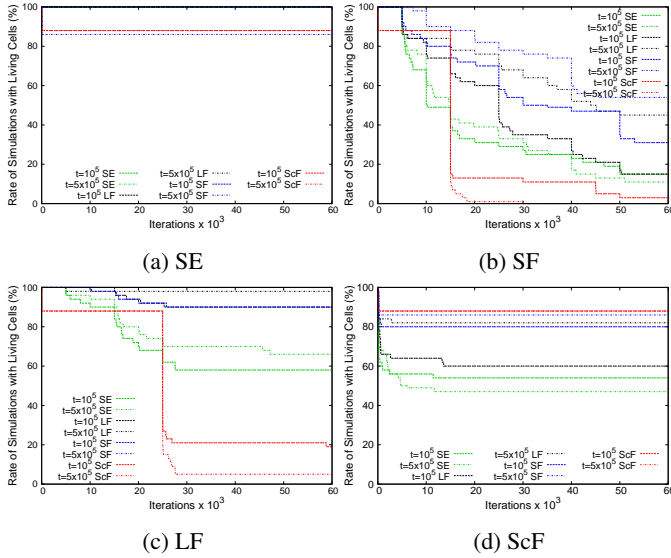 Rate of Simulations with Living Cells (%)
100
80
60
40
20
0
t=10⁵ SE
t=5x10⁵ SE
t=10⁵ LF
t=5x10⁵ LF
t=10⁵ SF
t=5x10⁵ SF
t=10⁵ ScF
t=5x10⁵ ScF
0 10 20 30 40 50 60
Iterations x 10³
(a) SE
Rate of Simulations with Living Cells (%)
100
80
60
40
20
0
t=10⁵ SE
t=5x10⁵ SE
t=10⁵ LF
t=5x10⁵ LF
t=10⁵ SF
t=5x10⁵ SF
t=10⁵ ScF
t=5x10⁵ ScF
0 10 20 30 40 50 60
Iterations x 10³
(b) SF
Rate of Simulations with Living Cells (%)
100
80
60
40
20
0
t=10⁵ SE
t=5x10⁵ SE
t=10⁵ LF
t=5x10⁵ LF
t=10⁵ SF
t=5x10⁵ SF
t=10⁵ ScF
t=5x10⁵ ScF
0 10 20 30 40 50 60
Iterations x 10³
(c) LF
Rate of Simulations with Living Cells (%)
100
80
60
40
20
0
t=10⁵ SE
t=5x10⁵ SE
t=10⁵ LF
t=5x10⁵ LF
t=10⁵ SF
t=5x10⁵ SF
t=10⁵ ScF
t=5x10⁵ ScF
0 10 20 30 40 50 60
Iterations x 10³
(d) ScF